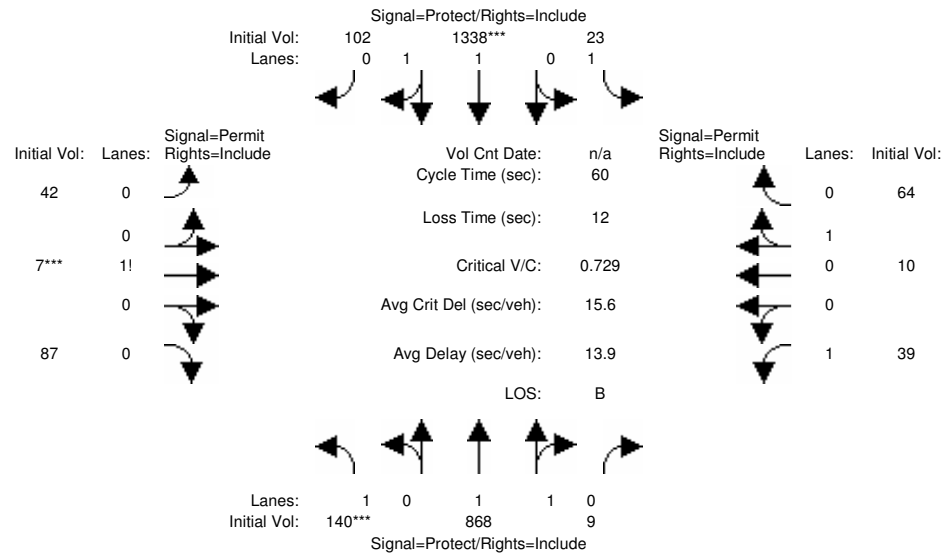 Signal=Protect/Rights=Include
Initial Vol: 102 1338*** 23
Lanes: 0 1 1 0 1
Signal=Permit
Initial Vol: Lanes: Rights=Include
Vol Cnt Date: n/a
Signal=Permit
Rights=Include Lanes: Initial Vol:
Cycle Time (sec): 60
42 0
0 64
Loss Time (sec): 12
0
1
7*** 1!
Critical V/C: 0.729
0 10
0
Avg Crit Del (sec/veh): 15.6
0
87 0
Avg Delay (sec/veh): 13.9
1 39
LOS: B
Lanes: 1 0 1 1 0
Initial Vol: 140*** 868 9
Signal=Protect/Rights=Include